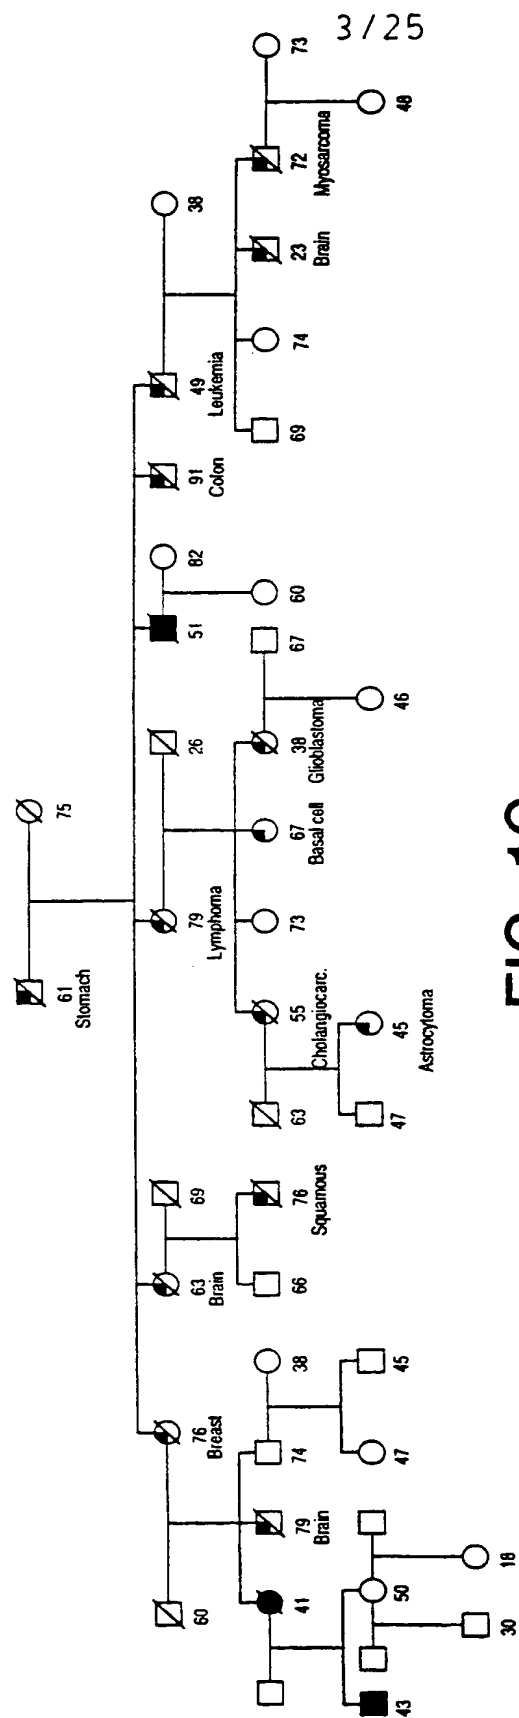 3/25
61 75
Stomach
60 76 63 69 79 26 51 82 91 49 38
Breast Brain Lymphoma Colon Leukemia
41 79 74 38 66 76 63 55 73 67 38 67 60 69 74 23 72 73
Brain Squamous Cholangiocarc. Basal cell Glioblastoma Brain Myosarcoma
43 50 47 45 47 45 46 48
Astrocytoma
30 18
FIG.